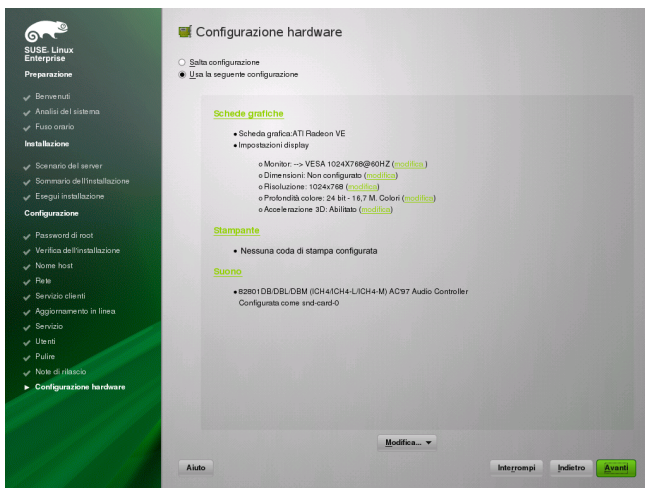 SUSE. Linux
Enterprise
Preparazione
Benvenuti
Analisi del sistema
Fuso orario
Installazione
Scenario del server
Sommario dell'installazione
Esegui installazione
Configurazione
Password di root
Verifica dell'installazione
Nome host
Rete
Servizio clienti
Aggiornamento in linea
Servizio
Utenti
Pulire
Note di rilascio
Configurazione hardware
Configurazione hardware
Salta configurazione
Usa la seguente configurazione
Schede grafiche
Scheda grafica:ATI Radeon VE
Impostazioni display
Monitor: --> VESA 1024X768@60HZ (modifica )
Dimensioni: Non configurato (modifica)
Risoluzione: 1024x768 (modifica)
Profondità colore: 24 bit - 16,7 M. Colori (modifica)
Accelerazione 3D: Abilitato (modifica)
Stampante
Nessuna coda di stampa configurata
Suono
82801DB/DBL/DBM (ICH4/ICH4-L/ICH4-M) AC'97 Audio Controller
Configurata come snd-card-0
Modifica...
Aiuto
Interrompi
Indietro
Avanti